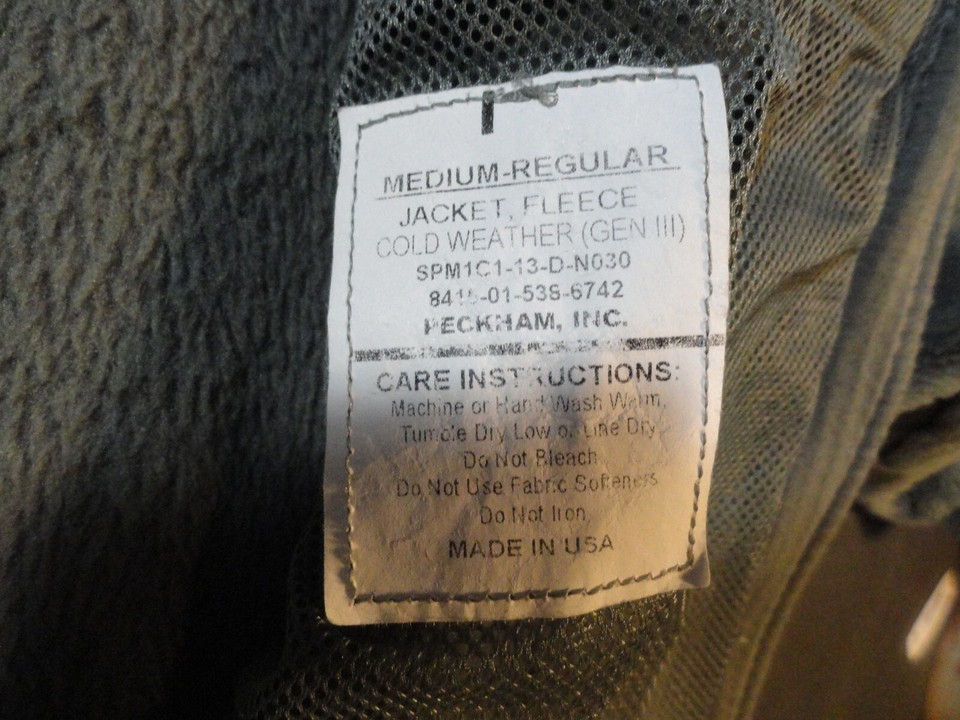 MEDIUM-REGULAR
JACKET, FLEECE
COLD WEATHER (GEN III)
SPM1C1-13-D-N030
8415-01-538-6742
PECKHAM, INC.
CARE INSTRUCTIONS:
Machine or Hand Wash Warm,
Tumble Dry Low or Line Dry
Do Not Bleach
Do Not Use Fabric Softeners
Do Not Iron
MADE IN USA